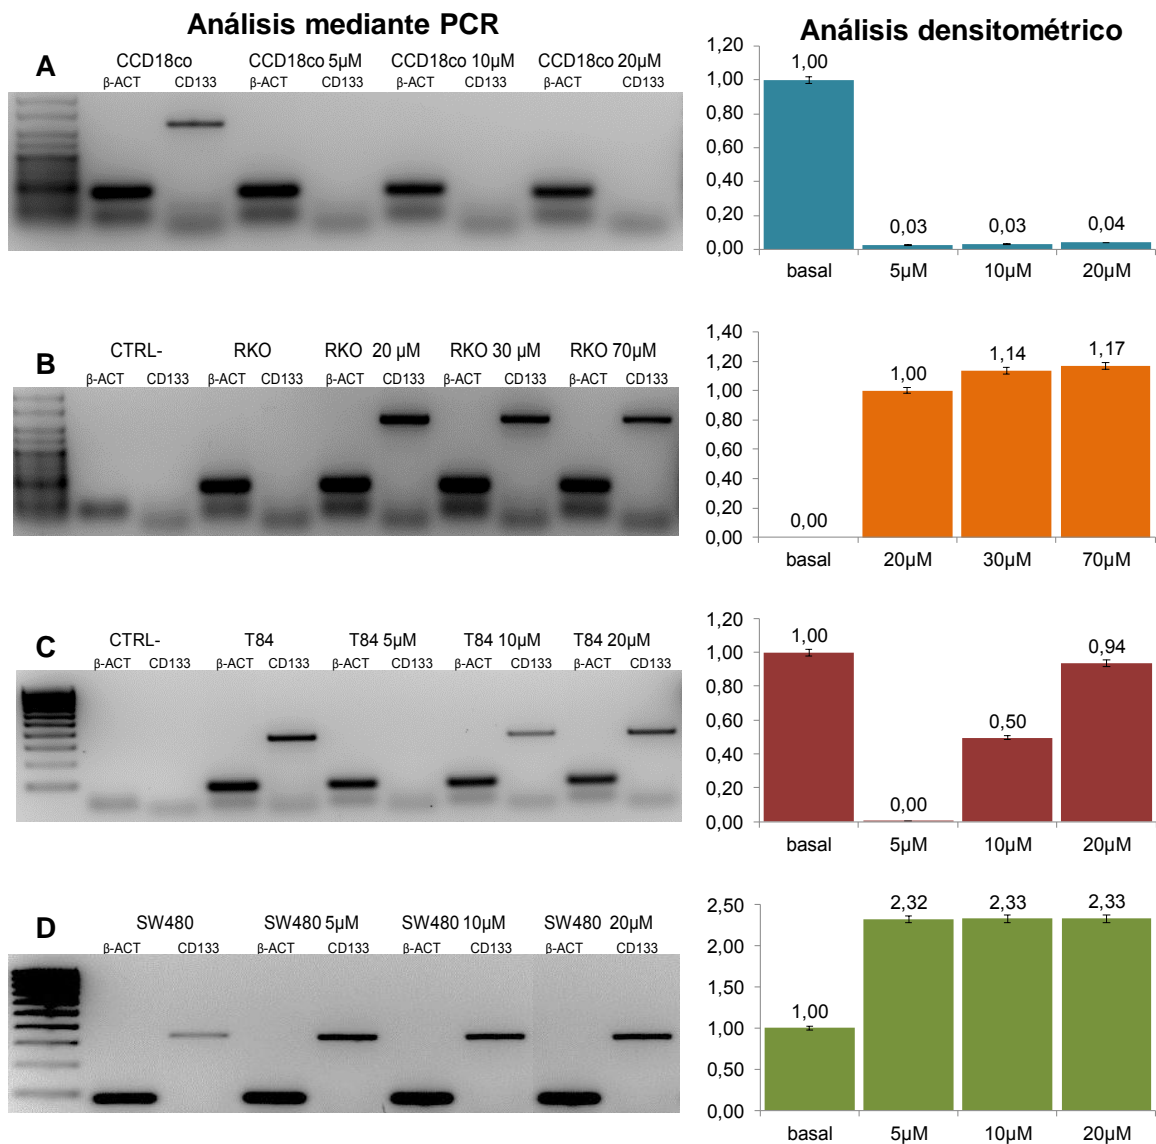 Análisis mediante PCR
Análisis densitométrico
A
CCD18co CCD18co 5µM CCD18co 10µM CCD18co 20µM
β-ACT CD133 β-ACT CD133 β-ACT CD133 β-ACT CD133
1,20
1,00
0,80
0,60
0,40
0,20
0,00
1,00
0,03
0,03
0,04
basal 5µM 10µM 20µM
B
CTRL- RKO RKO 20 µM RKO 30 µM RKO 70µM
β-ACT CD133 β-ACT CD133 β-ACT CD133 β-ACT CD133 β-ACT CD133
1,40
1,20
1,00
0,80
0,60
0,40
0,20
0,00
0,00
1,00
1,14
1,17
basal 20µM 30µM 70µM
C
CTRL- T84 T84 5µM T84 10µM T84 20µM
β-ACT CD133 β-ACT CD133 β-ACT CD133 β-ACT CD133 β-ACT CD133
1,20
1,00
0,80
0,60
0,40
0,20
0,00
1,00
0,00
0,50
0,94
basal 5µM 10µM 20µM
D
SW480 SW480 5µM SW480 10µM SW480 20µM
β-ACT CD133 β-ACT CD133 β-ACT CD133 β-ACT CD133
2,50
2,00
1,50
1,00
0,50
0,00
1,00
2,32
2,33
2,33
basal 5µM 10µM 20µM